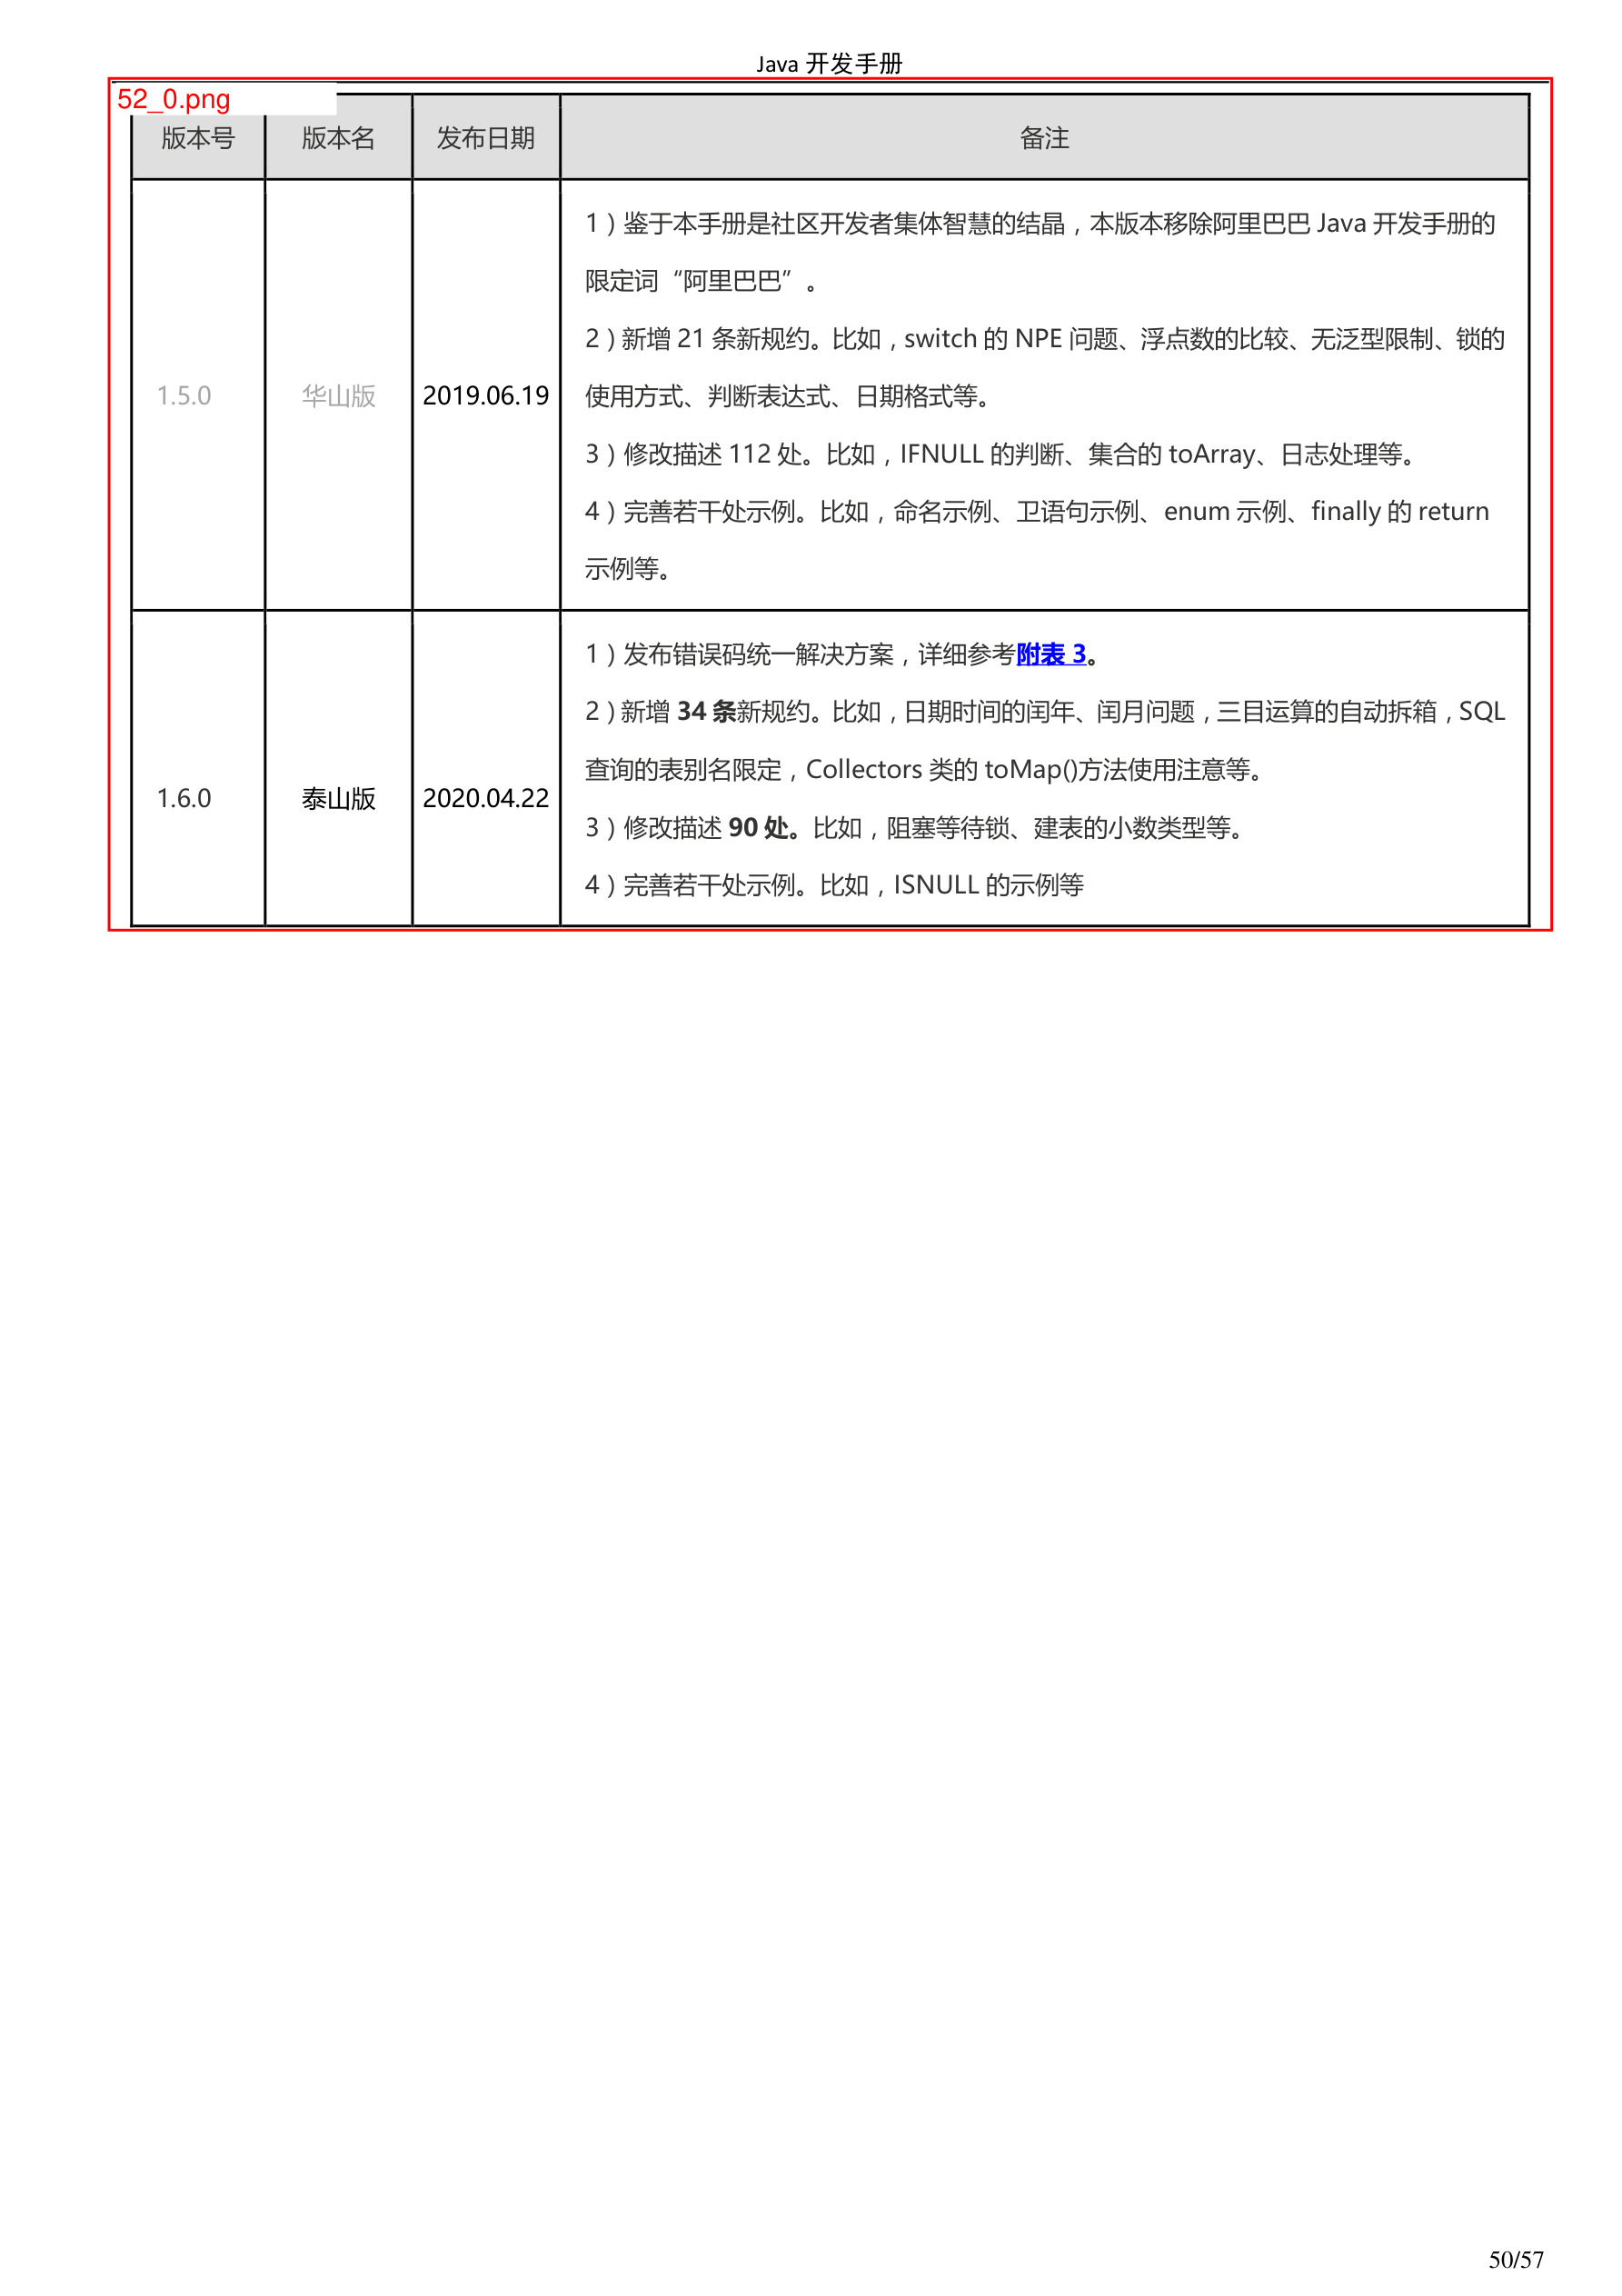 Java 开发手册
52_0.png
版本号 版本名 发布日期 备注
1）鉴于本手册是社区开发者集体智慧的结晶，本版本移除阿里巴巴 Java 开发手册的
限定词“阿里巴巴”。
2）新增 21 条新规约。比如，switch 的 NPE 问题、浮点数的比较、无泛型限制、锁的
1.5.0 华山版 2019.06.19 使用方式、判断表达式、日期格式等。
3）修改描述 112 处。比如，IFNULL 的判断、集合的 toArray、日志处理等。
4）完善若干处示例。比如，命名示例、卫语句示例、enum 示例、finally 的 return
示例等。
1）发布错误码统一解决方案，详细参考附表 3。
2）新增 34 条新规约。比如，日期时间的闰年、闰月问题，三目运算的自动拆箱，SQL
查询的表别名限定，Collectors 类的 toMap()方法使用注意等。
1.6.0 泰山版 2020.04.22
3）修改描述 90 处。比如，阻塞等待锁、建表的小数类型等。
4）完善若干处示例。比如，ISNULL 的示例等
50/57